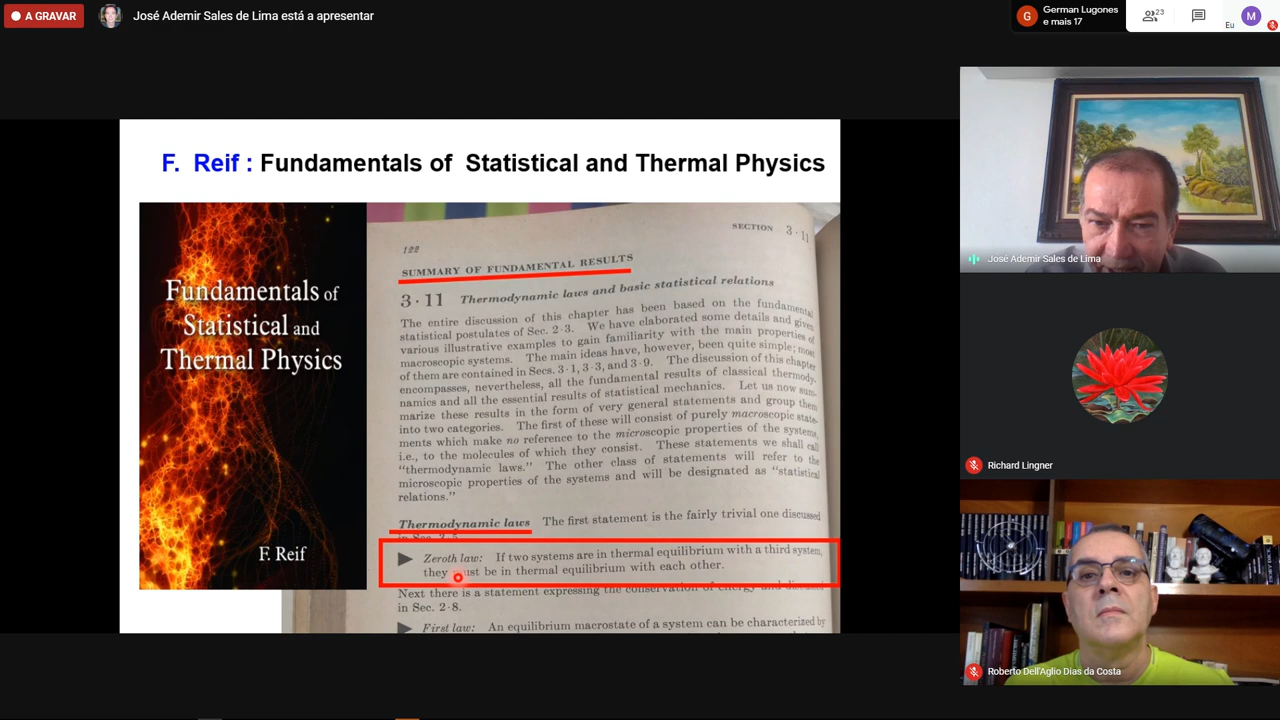 A GRAVAR
José Ademir Sales de Lima está a apresentar
G
German Lugones
e mais 17
23
Eu
M
F. Reif : Fundamentals of Statistical and Thermal Physics
Fundamentals of
Statistical and
Thermal Physics
F. Reif
SECTION 3·11
122
SUMMARY OF FUNDAMENTAL RESULTS
3·11 Thermodynamic laws and basic statistical relations
The entire discussion of this chapter has been based on the fundamental
statistical postulates of Sec. 2·3. We have elaborated some details and given
various illustrative examples to gain familiarity with the main properties of
macroscopic systems. The main ideas have, however, been quite simple; most
of them are contained in Secs. 3·1, 3·3, and 3·9. The discussion of this chapter
encompasses, nevertheless, all the fundamental results of classical thermody-
namics and all the essential results of statistical mechanics. Let us now sum-
marize these results in the form of very general statements and group them
into two categories. The first of these will consist of purely macroscopic state-
ments which make no reference to the microscopic properties of the systems,
i.e., to the molecules of which they consist. These statements we shall call
“thermodynamic laws.” The other class of statements will refer to the
microscopic properties of the systems and will be designated as “statistical
relations.”
Thermodynamic laws The first statement is the fairly trivial one discussed
Zeroth law: If two systems are in thermal equilibrium with a third system,
they must be in thermal equilibrium with each other.
Next there is a statement expressing the conservation of energy and discussed
in Sec. 2·8.
First law: An equilibrium macrostate of a system can be characterized by
José Ademir Sales de Lima
Richard Lingner
Roberto Dell'Aglio Dias da Costa